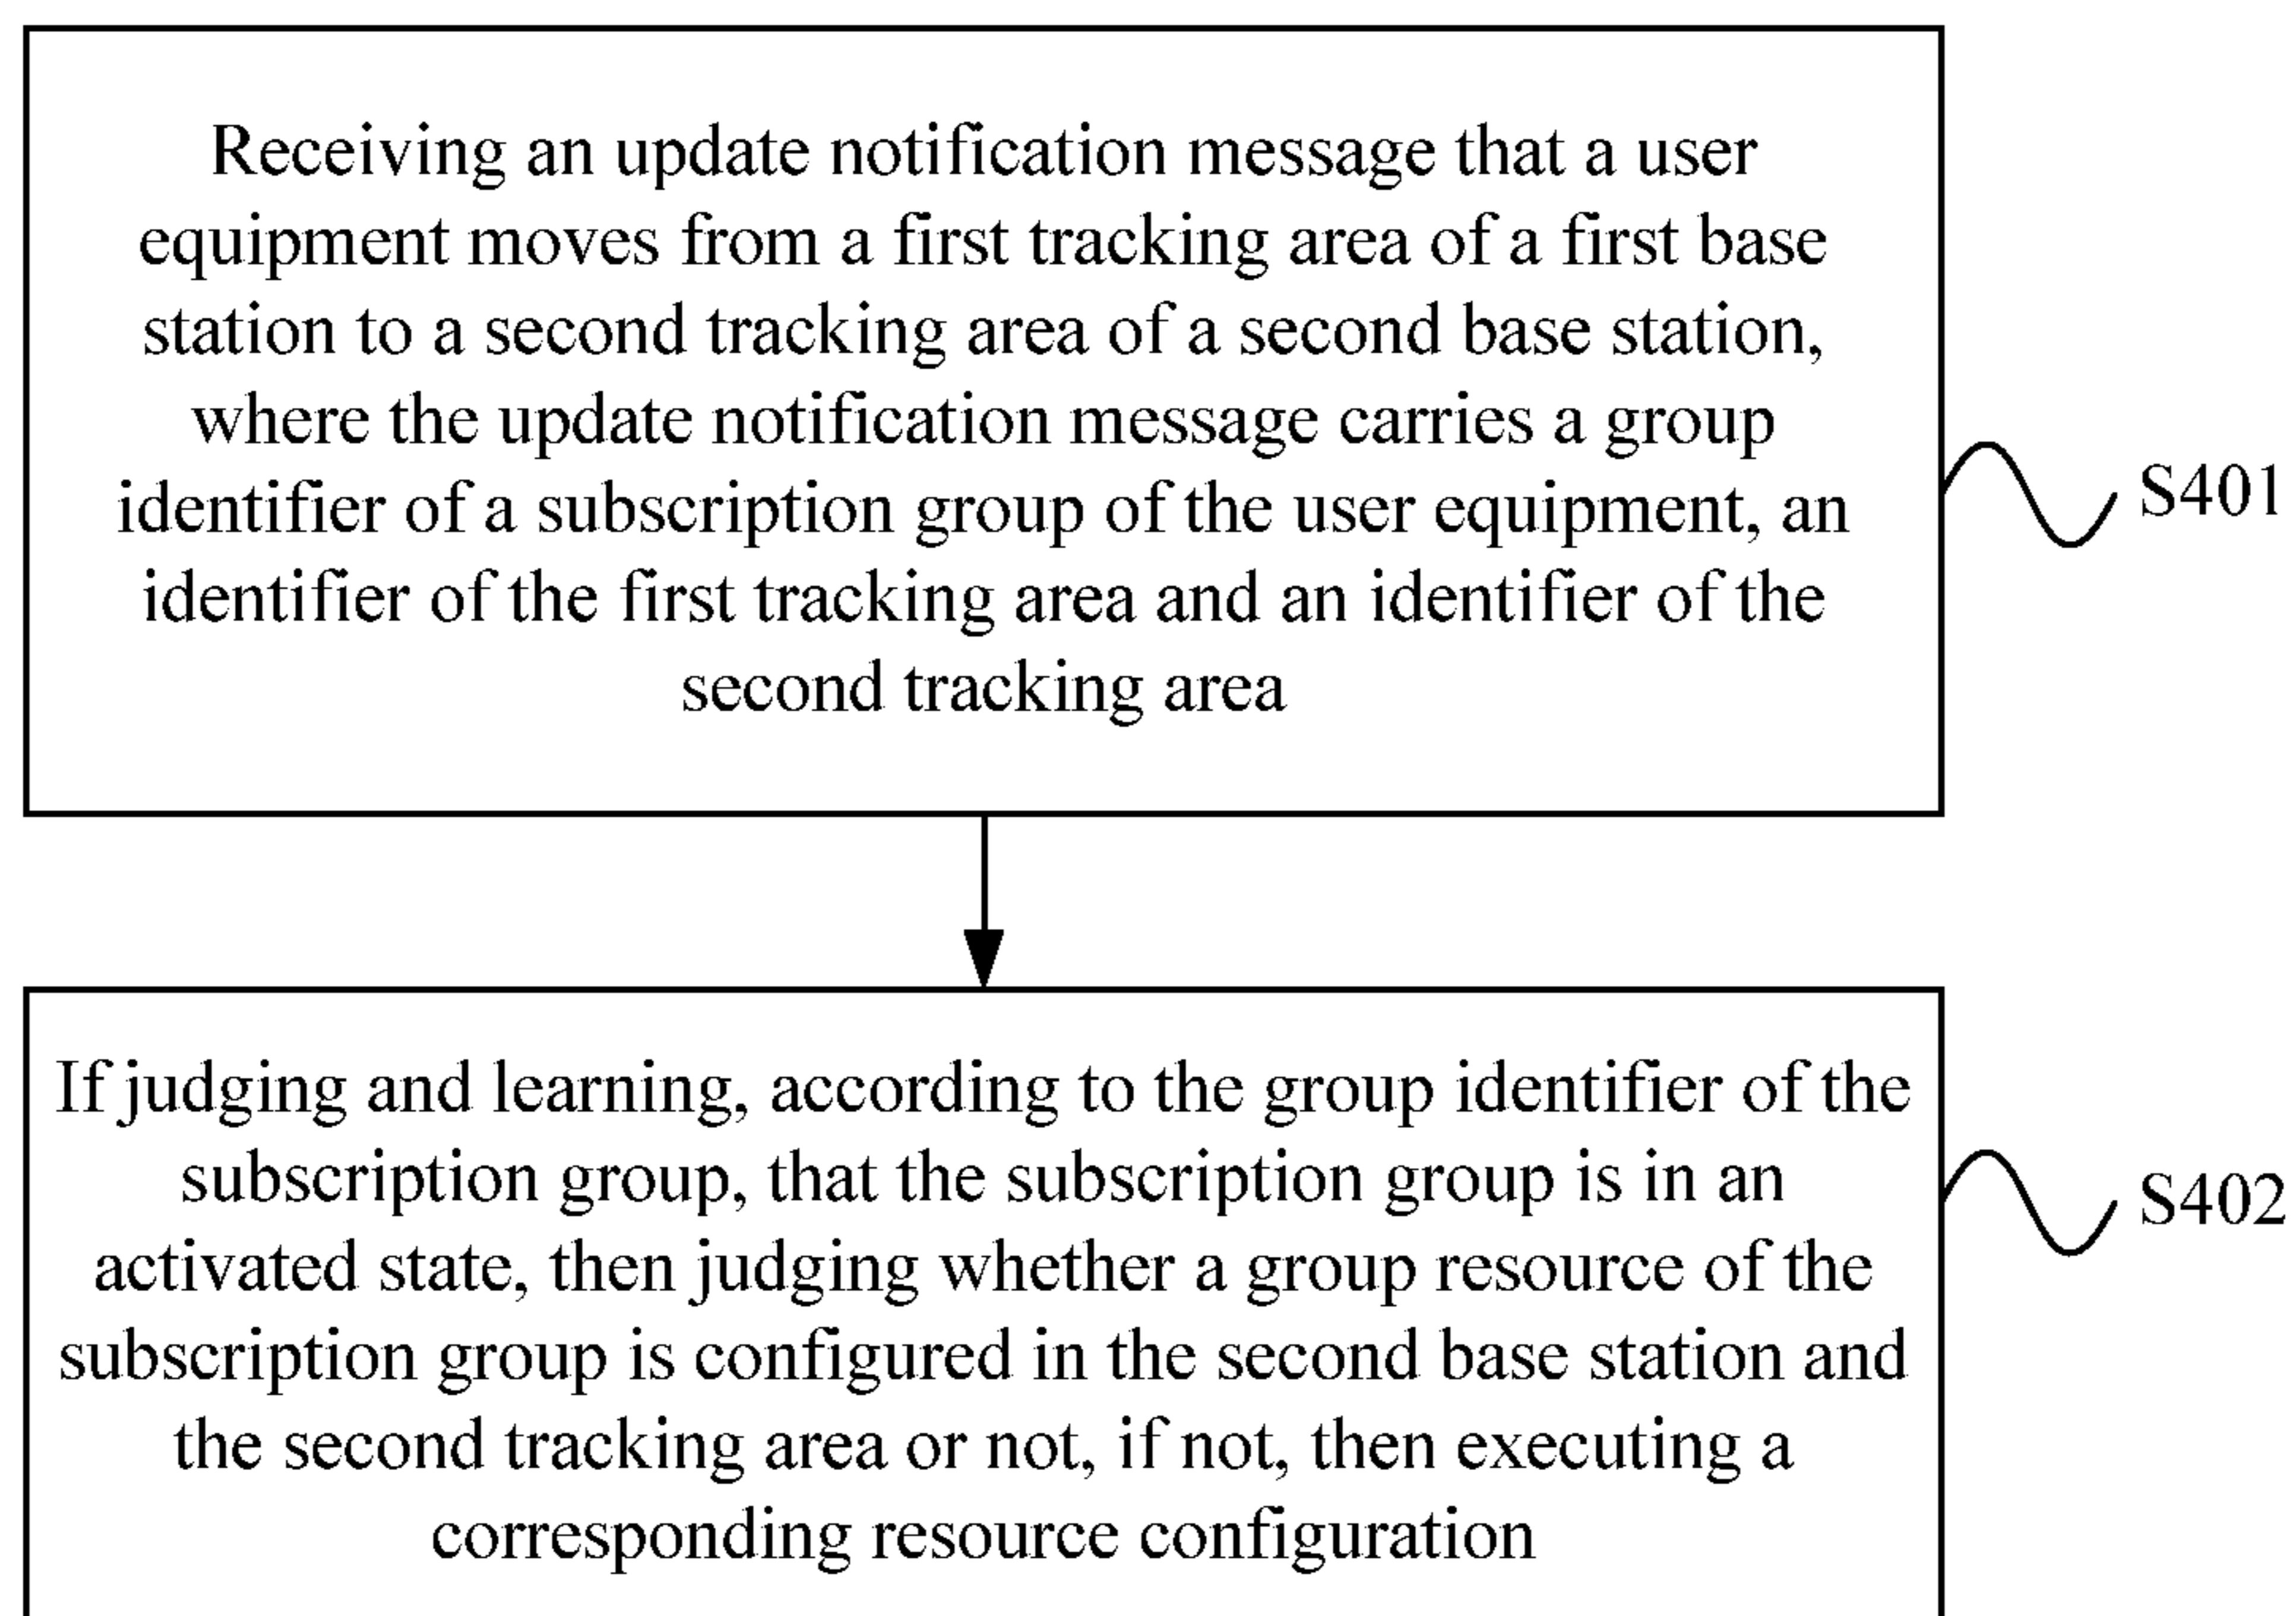 Receiving an update notification message that a user
equipment moves from a first tracking area of a first base
station to a second tracking area of a second base station,
where the update notification message carries a group
identifier of a subscription group of the user equipment, an
identifier of the first tracking area and an identifier of the
second tracking area
S401
If judging and learning, according to the group identifier of the
subscription group, that the subscription group is in an
activated state, then judging whether a group resource of the
subscription group is configured in the second base station and
the second tracking area or not, if not, then executing a
corresponding resource configuration
S402